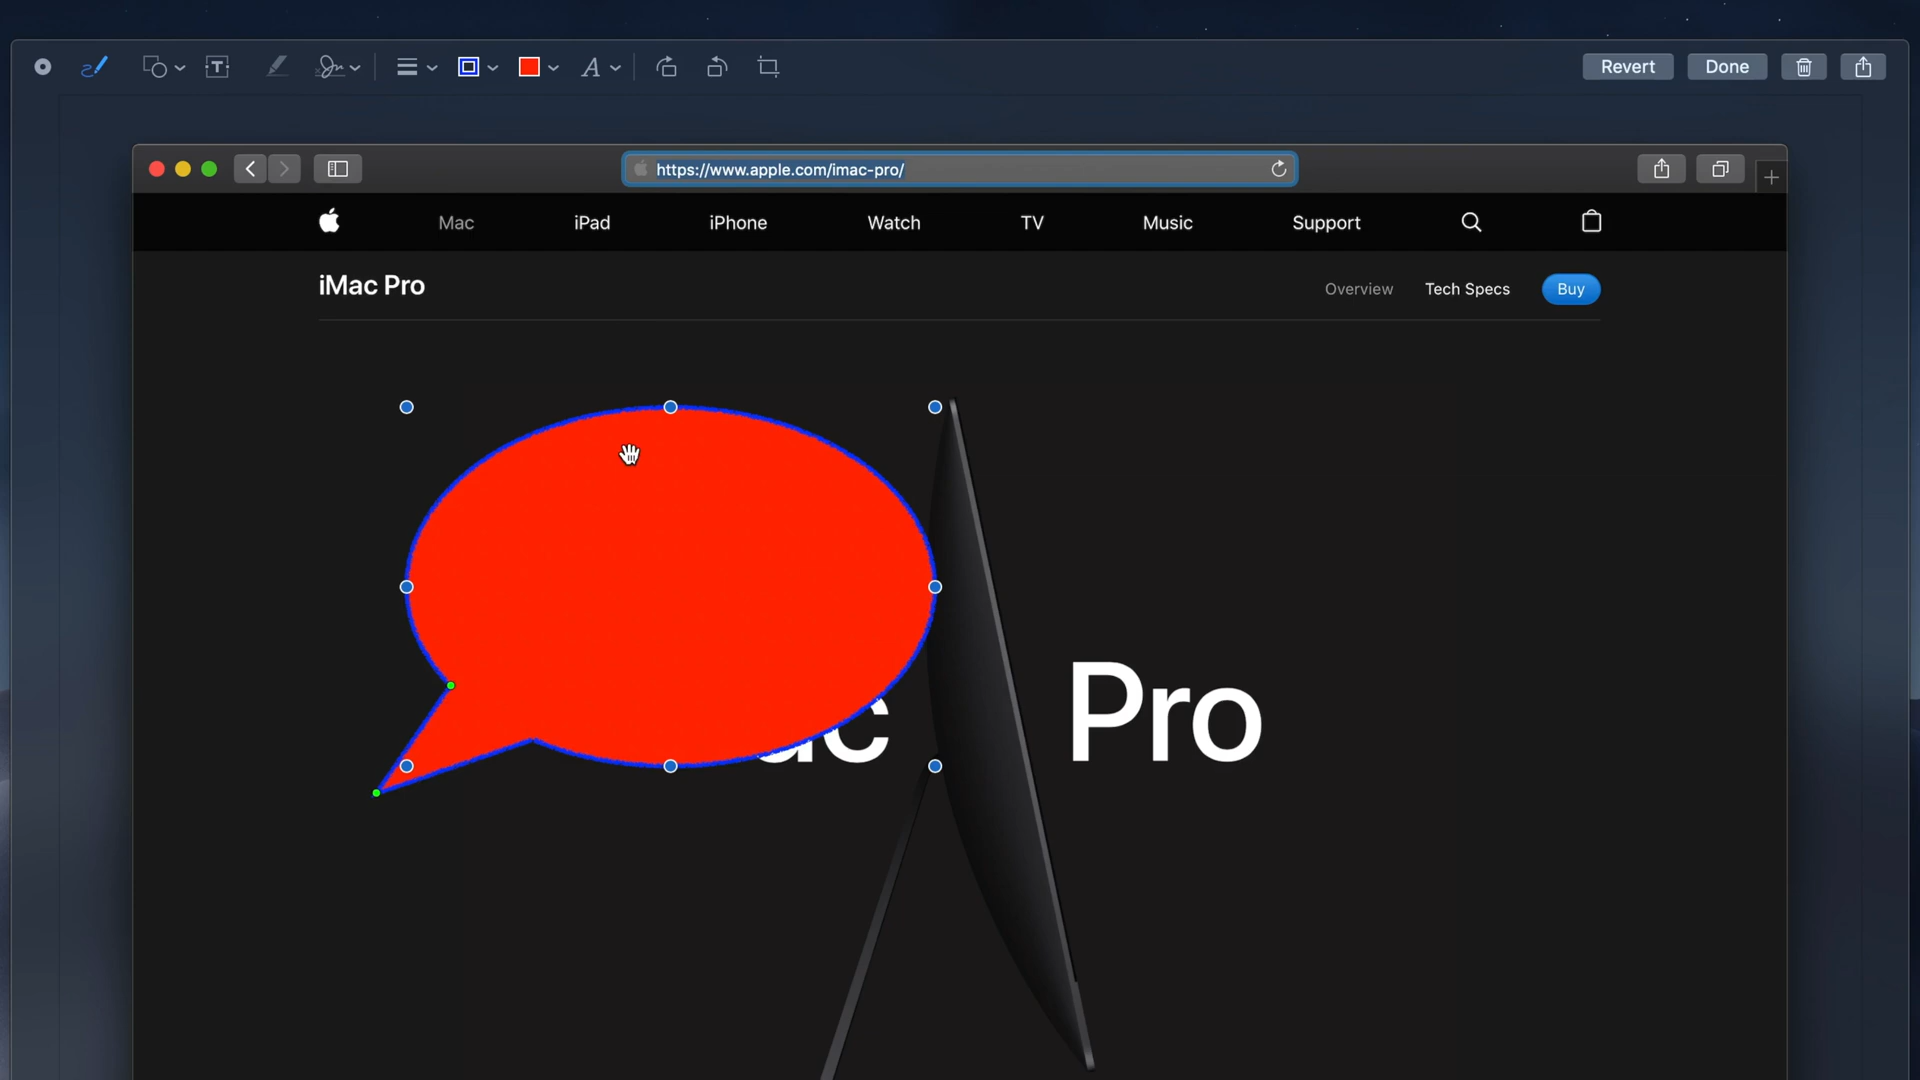 Revert Done
https://www.apple.com/imac-pro/
Mac iPad iPhone Watch TV Music Support
iMac Pro
Overview Tech Specs Buy
Pro